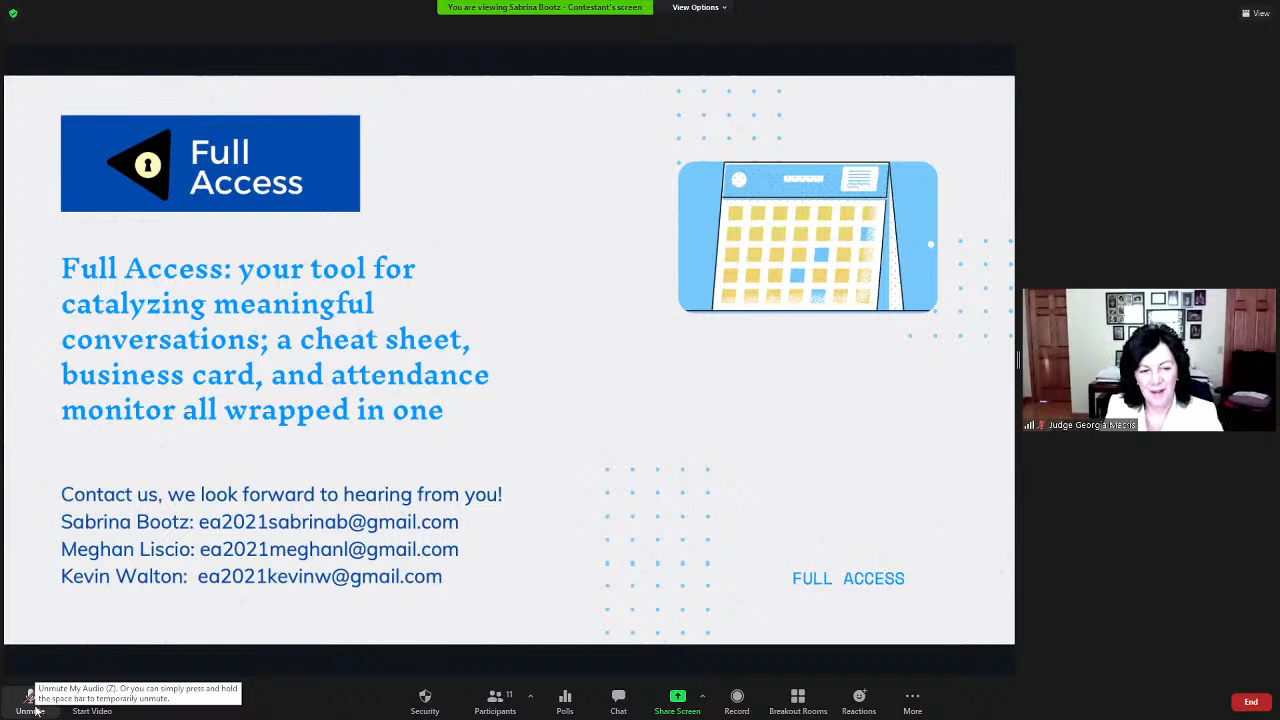 You are viewing Sabrina Bootz - Contestant's screen
View Options
View
Full
Access
Full Access: your tool for
catalyzing meaningful
conversations; a cheat sheet,
business card, and attendance
monitor all wrapped in one
Contact us, we look forward to hearing from you!
Sabrina Bootz: ea2021sabrinab@gmail.com
Meghan Liscio: ea2021meghanl@gmail.com
Kevin Walton: ea2021kevinw@gmail.com
FULL ACCESS
Judge Georgia Macris
Unmute My Audio (Z). Or you can simply press and hold
the space bar to temporarily unmute.
Unmute
Start Video
Security
Participants
11
Polls
Chat
Share Screen
Record
Breakout Rooms
Reactions
More
End